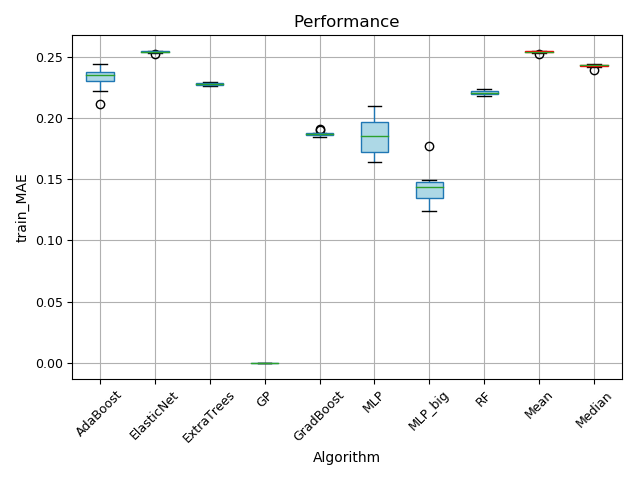 Performance
train_MAE
0.25
0.20
0.15
0.10
0.05
0.00
AdaBoost
ElasticNet
ExtraTrees
GP
GradBoost
MLP
MLP_big
RF
Mean
Median
Algorithm